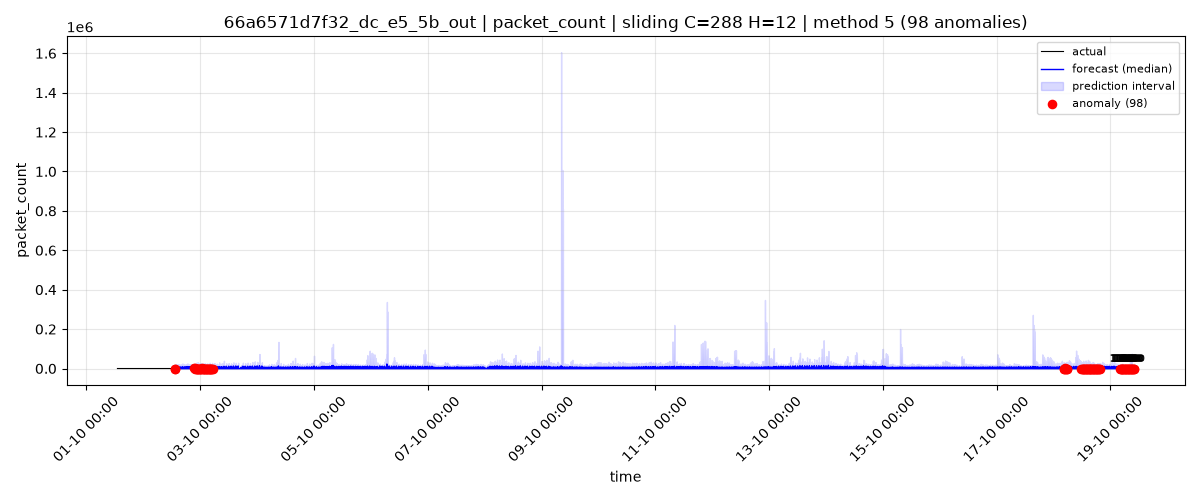 66a6571d7f32_dc_e5_5b_out | packet_count | sliding C=288 H=12 | method 5 (98 anomalies)
1e6
actual
forecast (median)
prediction interval
anomaly (98)
1.6
1.4
1.2
1.0
0.8
0.6
0.4
0.2
0.0
packet_count
01-10 00:00
03-10 00:00
05-10 00:00
07-10 00:00
09-10 00:00
11-10 00:00
13-10 00:00
15-10 00:00
17-10 00:00
19-10 00:00
time